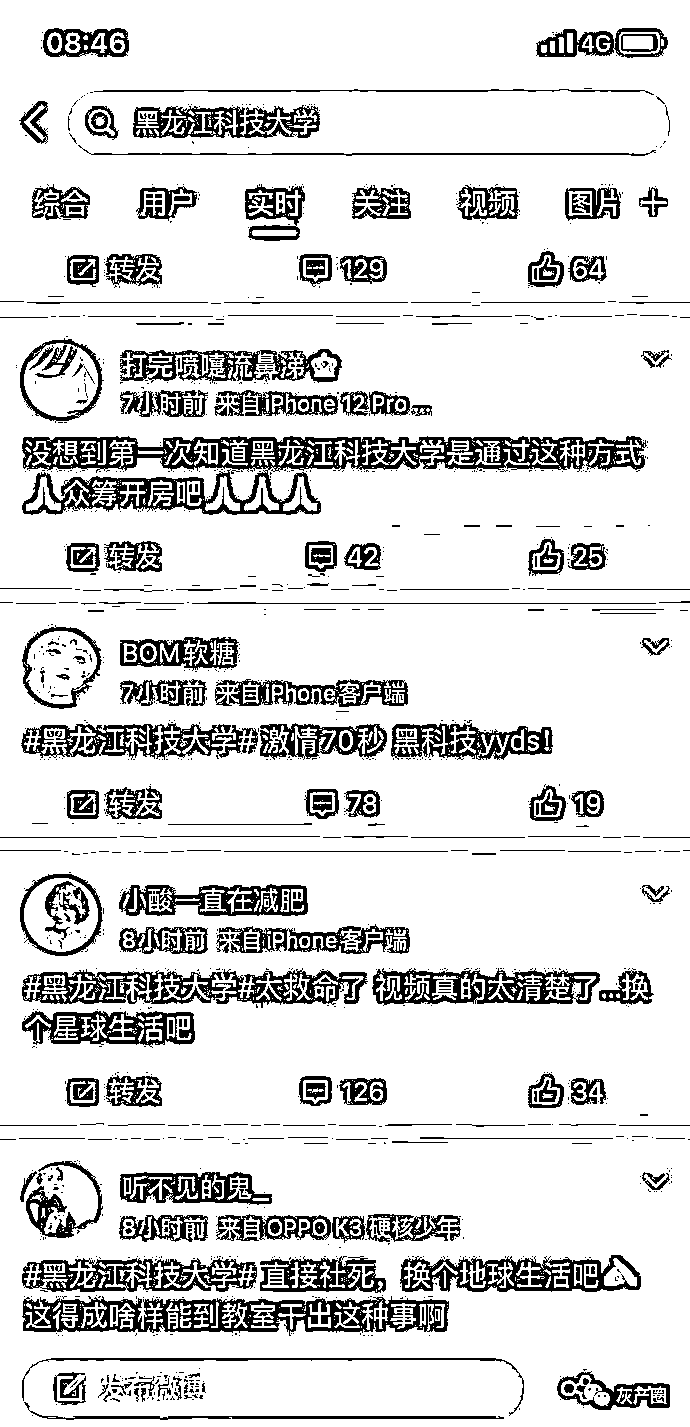 08:46 4G
黑龙江科技大学
综合 用户 实时 关注 视频 图片
转发 129 64
打完喷嚏流鼻涕
7小时前 来自iPhone 12 Pro...
没想到第一次知道黑龙江科技大学是通过这种方式
🙏众筹开房吧🙏🙏🙏
转发 42 25
BOM软糖
7小时前 来自iPhone客户端
#黑龙江科技大学# 激情70秒 黑科技yyds!
转发 78 19
小酸一直在减肥
8小时前 来自iPhone客户端
#黑龙江科技大学#太救命了 视频真的太清楚了...换
个星球生活吧
转发 126 34
听不见的鬼_
8小时前 来自OPPO K3 硬核少年
#黑龙江科技大学# 直接社死，换个地球生活吧
这得成啥样能到教室干出这种事啊
发布微博
灰产圈